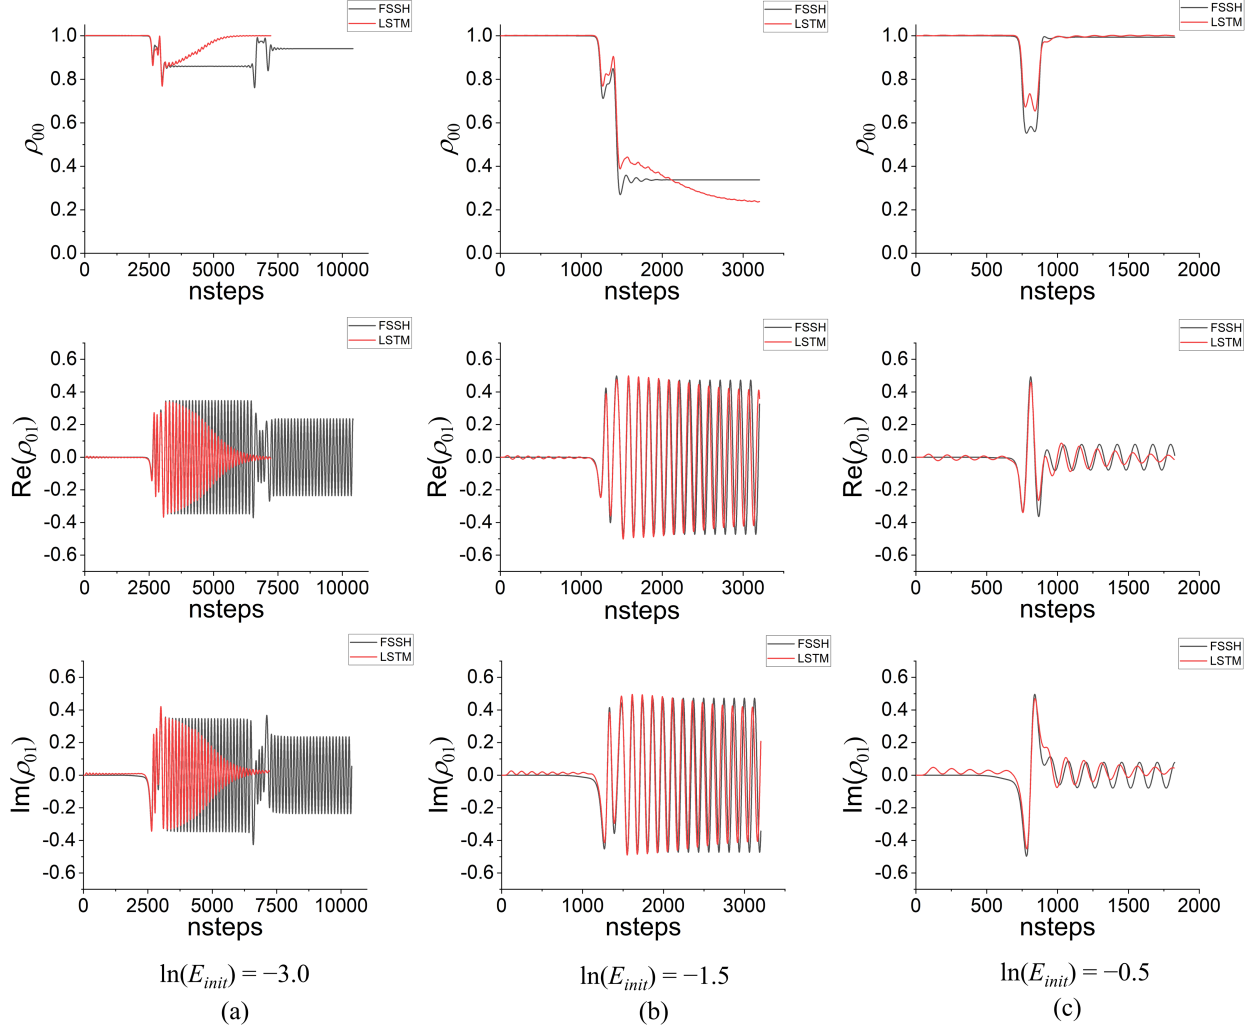 FSSH
LSTM
FSSH
LSTM
FSSH
LSTM
ρ00
1.0
0.8
0.6
0.4
0.2
0.0
0 2500 5000 7500 10000
nsteps
ρ00
1.0
0.8
0.6
0.4
0.2
0.0
0 1000 2000 3000
nsteps
ρ00
1.0
0.8
0.6
0.4
0.2
0.0
0 500 1000 1500 2000
nsteps
FSSH
LSTM
FSSH
LSTM
FSSH
LSTM
Re(ρ01)
0.6
0.4
0.2
0.0
-0.2
-0.4
-0.6
0 2500 5000 7500 10000
nsteps
Re(ρ01)
0.6
0.4
0.2
0.0
-0.2
-0.4
-0.6
0 1000 2000 3000
nsteps
Re(ρ01)
0.6
0.4
0.2
0.0
-0.2
-0.4
-0.6
0 500 1000 1500 2000
nsteps
FSSH
LSTM
FSSH
LSTM
FSSH
LSTM
Im(ρ01)
0.6
0.4
0.2
0.0
-0.2
-0.4
-0.6
0 2500 5000 7500 10000
nsteps
Im(ρ01)
0.6
0.4
0.2
0.0
-0.2
-0.4
-0.6
0 1000 2000 3000
nsteps
Im(ρ01)
0.6
0.4
0.2
0.0
-0.2
-0.4
-0.6
0 500 1000 1500 2000
nsteps
ln(Einit) = −3.0
ln(Einit) = −1.5
ln(Einit) = −0.5
(a)
(b)
(c)